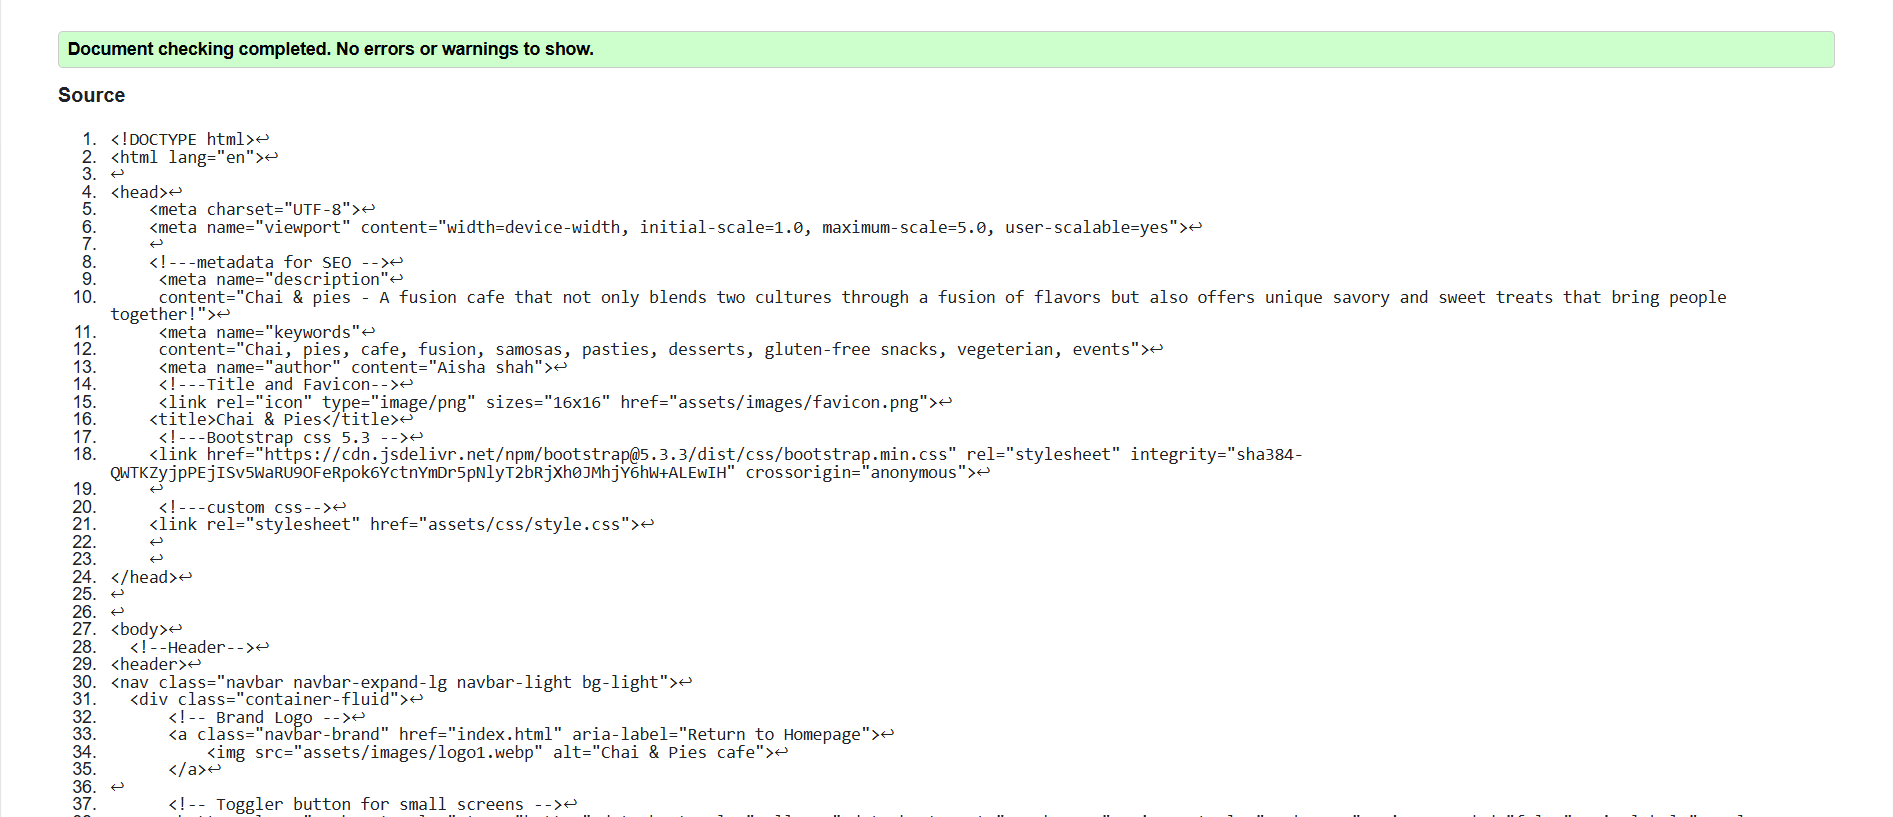 Document checking completed. No errors or warnings to show.
Source
1. <!DOCTYPE html>↩
2. <html lang="en">↩
3. ↩
4. <head>↩
5.     <meta charset="UTF-8">↩
6.     <meta name="viewport" content="width=device-width, initial-scale=1.0, maximum-scale=5.0, user-scalable=yes">↩
7.     ↩
8.     <!---metadata for SEO -->↩
9.      <meta name="description"↩
10.      content="Chai & pies - A fusion cafe that not only blends two cultures through a fusion of flavors but also offers unique savory and sweet treats that bring people
together!">↩
11.      <meta name="keywords"↩
12.      content="Chai, pies, cafe, fusion, samosas, pasties, desserts, gluten-free snacks, vegeterian, events">↩
13.      <meta name="author" content="Aisha shah">↩
14.      <!---Title and Favicon-->↩
15.      <link rel="icon" type="image/png" sizes="16x16" href="assets/images/favicon.png">↩
16.     <title>Chai & Pies</title>↩
17.      <!---Bootstrap css 5.3 -->↩
18.     <link href="https://cdn.jsdelivr.net/npm/bootstrap@5.3.3/dist/css/bootstrap.min.css" rel="stylesheet" integrity="sha384-
QWTKZyjpPEjISv5WaRU9OFeRpok6YctnYmDr5pNlyT2bRjXh0JMhjY6hW+ALEwIH" crossorigin="anonymous">↩
19.     ↩
20.      <!---custom css-->↩
21.     <link rel="stylesheet" href="assets/css/style.css">↩
22.     ↩
23.     ↩
24. </head>↩
25. ↩
26. ↩
27. <body>↩
28.   <!--Header-->↩
29. <header>↩
30. <nav class="navbar navbar-expand-lg navbar-light bg-light">↩
31.   <div class="container-fluid">↩
32.       <!-- Brand Logo -->↩
33.       <a class="navbar-brand" href="index.html" aria-label="Return to Homepage">↩
34.           <img src="assets/images/logo1.webp" alt="Chai & Pies cafe">↩
35.       </a>↩
36. ↩
37.       <!-- Toggler button for small screens -->↩